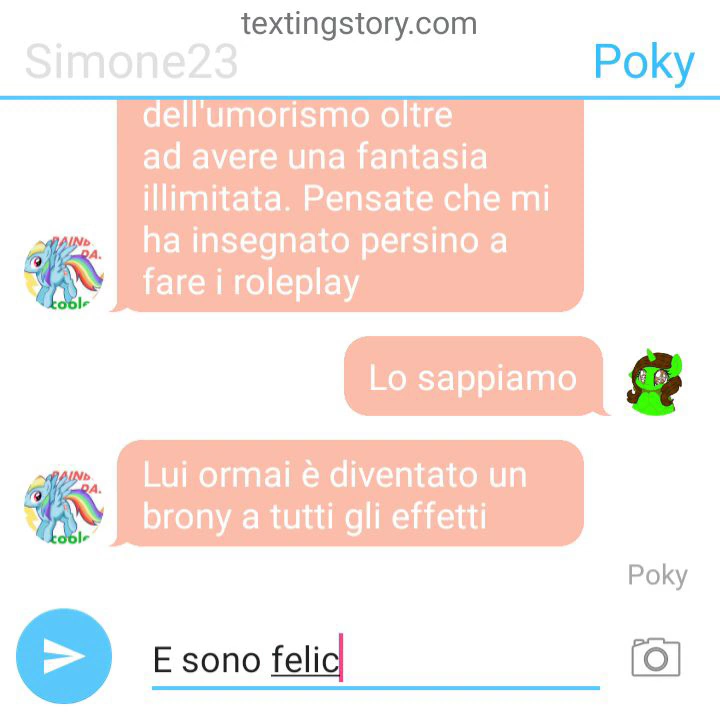 textingstory.com
Simone23
Poky
dell'umorismo oltre
ad avere una fantasia
illimitata. Pensate che mi
ha insegnato persino a
fare i roleplay
Lo sappiamo
Lui ormai è diventato un
brony a tutti gli effetti
Poky
E sono felic